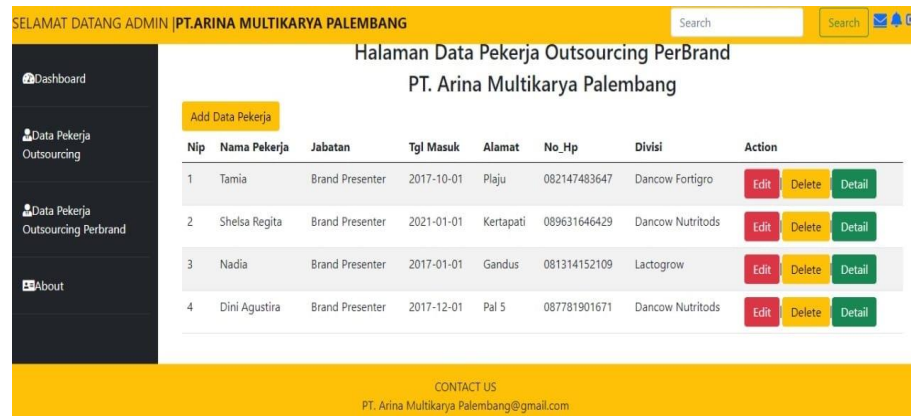 SELAMAT DATANG ADMIN |PT.ARINA MULTIKARYA PALEMBANG Search Search
Dashboard
Data Pekerja
Outsourcing
Data Pekerja
Outsourcing Perbrand
About
Halaman Data Pekerja Outsourcing PerBrand
PT. Arina Multikarya Palembang
Add Data Pekerja
Nip Nama Pekerja Jabatan Tgl Masuk Alamat No_Hp Divisi Action
1 Tamia Brand Presenter 2017-10-01 Plaju 082147483647 Dancow Fortigro Edit | Delete | Detail
2 Shelsa Regita Brand Presenter 2021-01-01 Kertapati 089631646429 Dancow Nutritods Edit | Delete | Detail
3 Nadia Brand Presenter 2017-01-01 Gandus 081314152109 Lactogrow Edit | Delete | Detail
4 Dini Agustira Brand Presenter 2017-12-01 Pal 5 087781901671 Dancow Nutritods Edit | Delete | Detail
CONTACT US
PT. Arina Multikarya Palembang@gmail.com